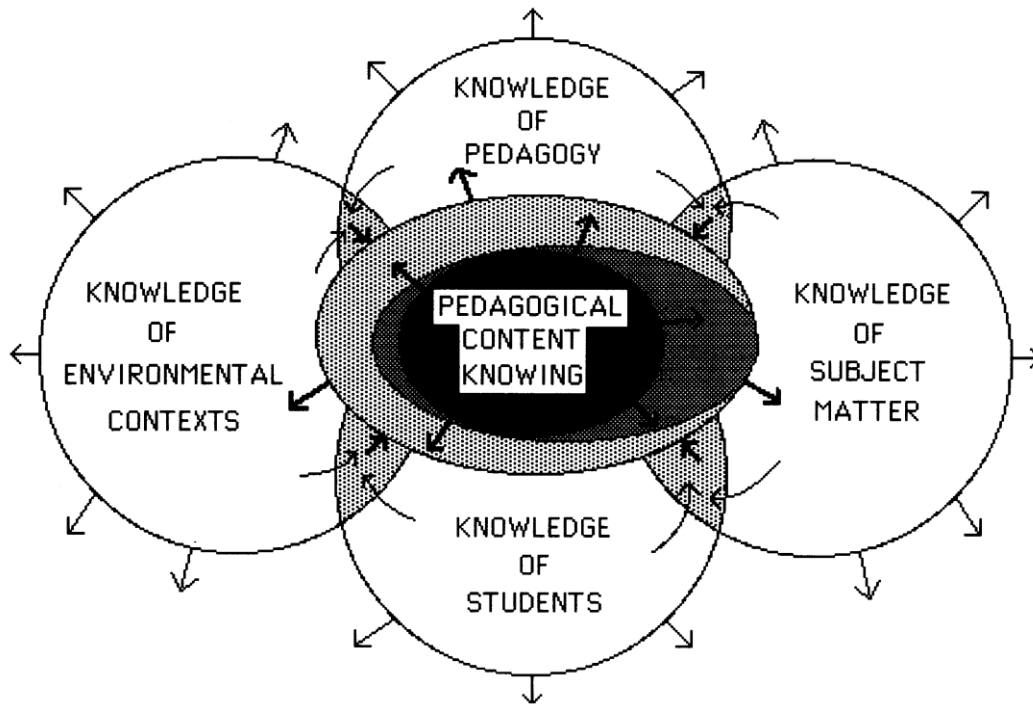 KNOWLEDGE
OF
PEDAGOGY
KNOWLEDGE
OF
ENVIRONMENTAL
CONTEXTS
PEDAGOGICAL
CONTENT
KNOWING
KNOWLEDGE
OF
SUBJECT
MATTER
KNOWLEDGE
OF
STUDENTS